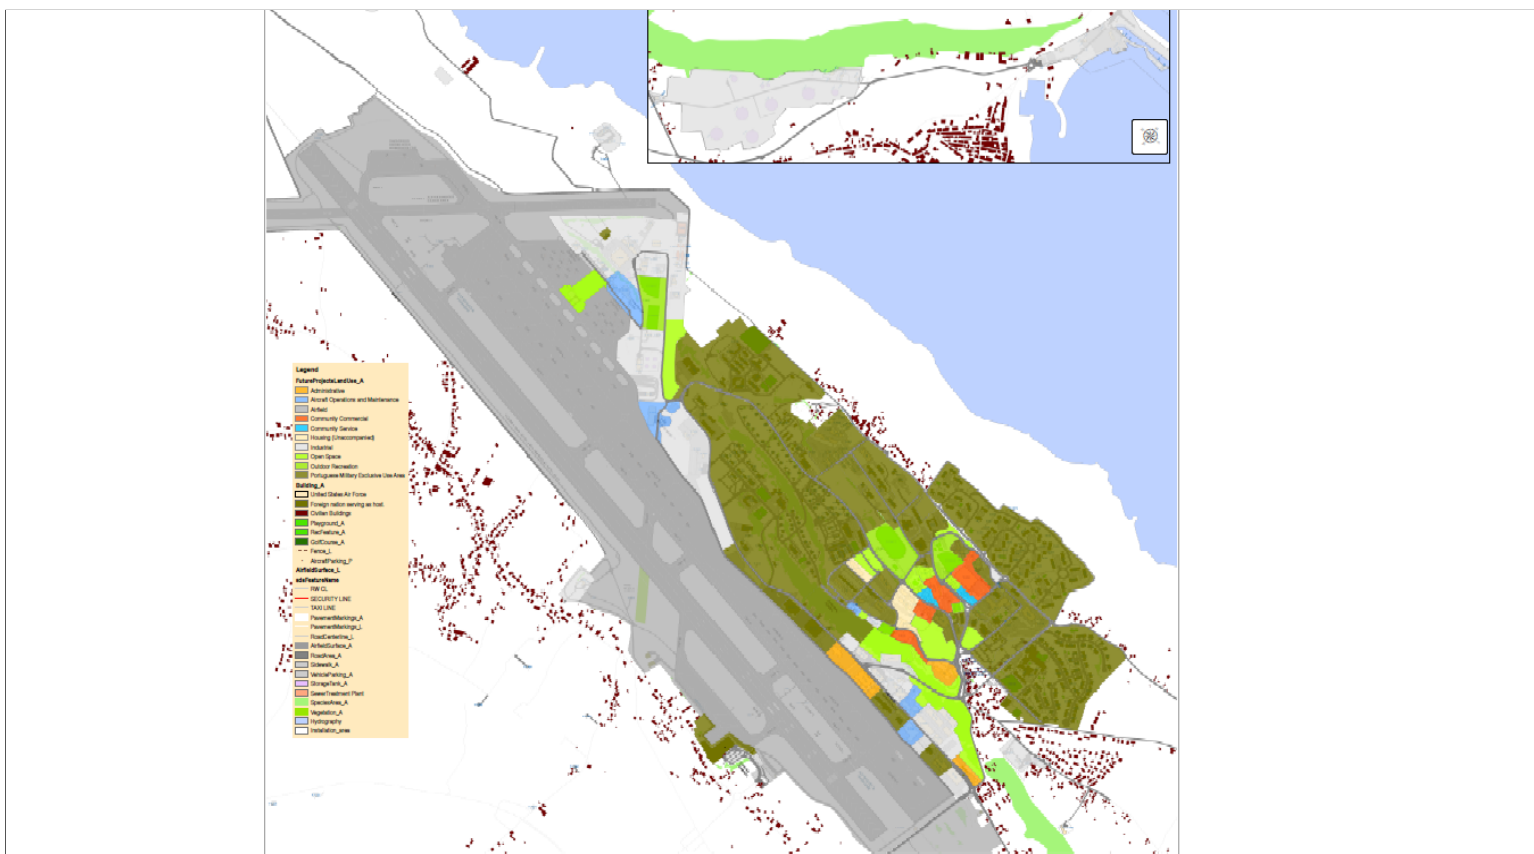 Legend
FutureProjectsLandUse_A
Administrative
Aircraft Operations and Maintenance
Airfield
Community Commercial
Community Service
Housing (Unaccompanied)
Industrial
Open Space
Outdoor Recreation
Portuguese Military Exclusive Use Area
Building_A
United States Air Force
Foreign nation serving as host.
Civilian Buildings
Playground_A
RecFeature_A
GolfCourse_A
Fence_L
AircraftParking_P
AirfieldSurface_L
sdsFeatureName
RW CL
SECURITY LINE
TAXI LINE
PavementMarkings_A
PavementMarkings_L
RoadCenterline_L
AirfieldSurface_A
RoadArea_A
Sidewalk_A
VehicleParking_A
StorageTank_A
SewerTreatment Plant
SpeciesArea_A
Vegetation_A
Hydrography
Installation_area